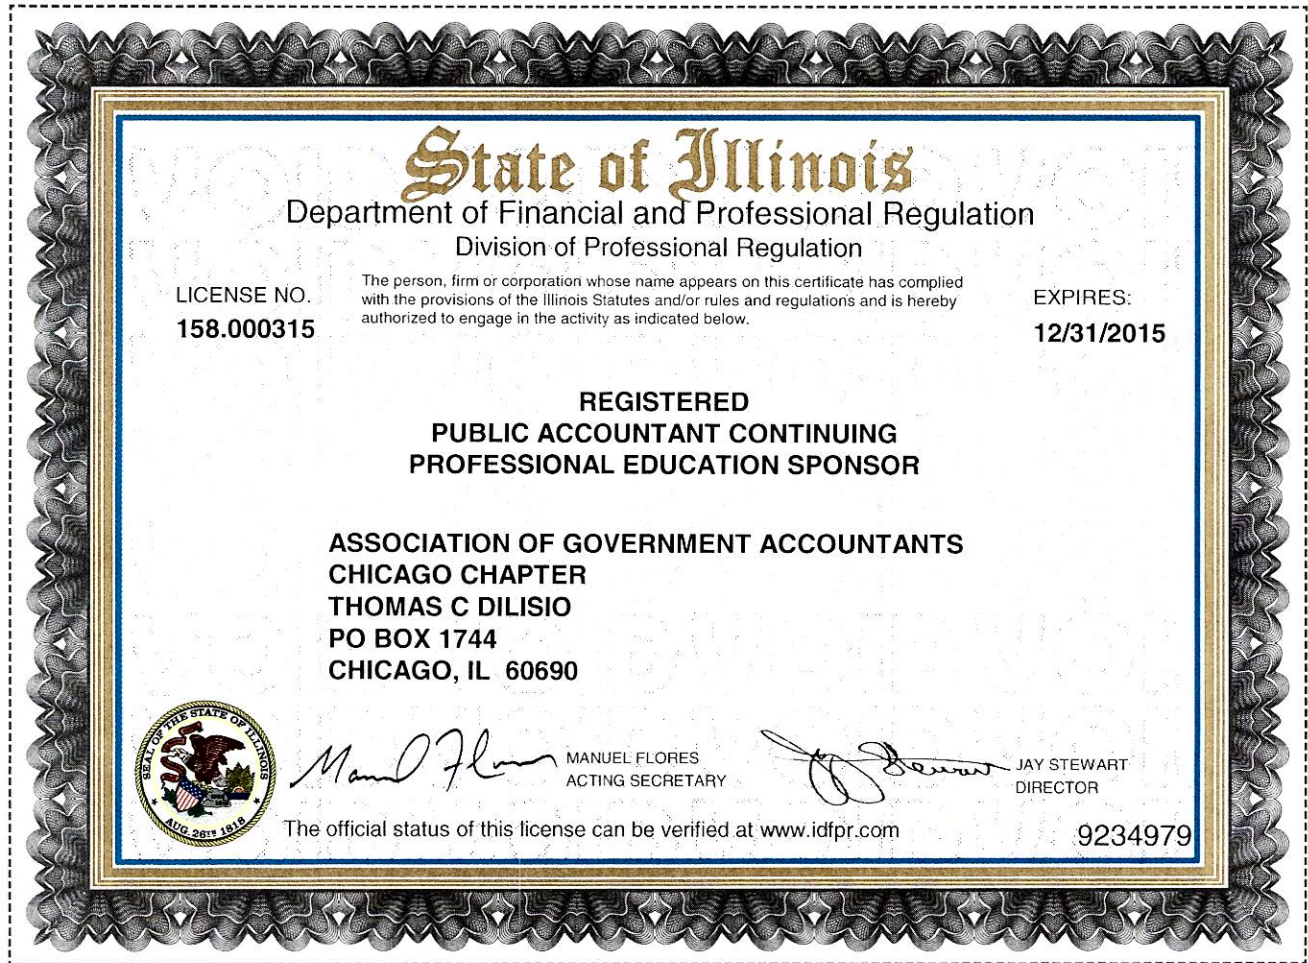 State of Illinois
Department of Financial and Professional Regulation
Division of Professional Regulation
LICENSE NO.
158.000315
The person, firm or corporation whose name appears on this certificate has complied
with the provisions of the Illinois Statutes and/or rules and regulations and is hereby
authorized to engage in the activity as indicated below.
EXPIRES:
12/31/2015
REGISTERED
PUBLIC ACCOUNTANT CONTINUING
PROFESSIONAL EDUCATION SPONSOR
ASSOCIATION OF GOVERNMENT ACCOUNTANTS
CHICAGO CHAPTER
THOMAS C DILISIO
PO BOX 1744
CHICAGO, IL 60690
SEAL OF THE STATE OF ILLINOIS
AUG. 26TH 1818
Manuel Flores
MANUEL FLORES
ACTING SECRETARY
Jay Stewart
JAY STEWART
DIRECTOR
The official status of this license can be verified at www.idfpr.com
9234979